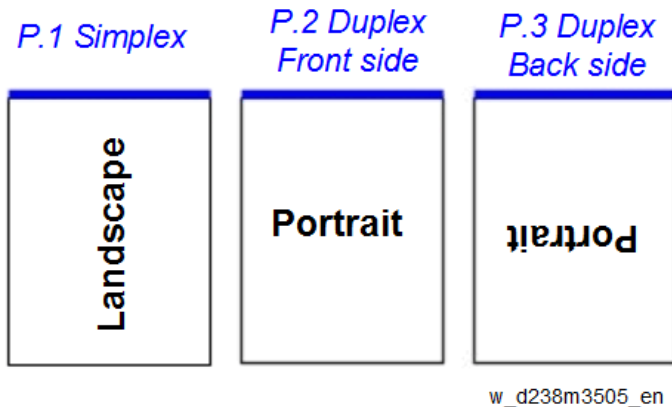 P.1 Simplex
P.2 Duplex
Front side
P.3 Duplex
Back side
Landscape
Portrait
Portrait
w_d238m3505_en